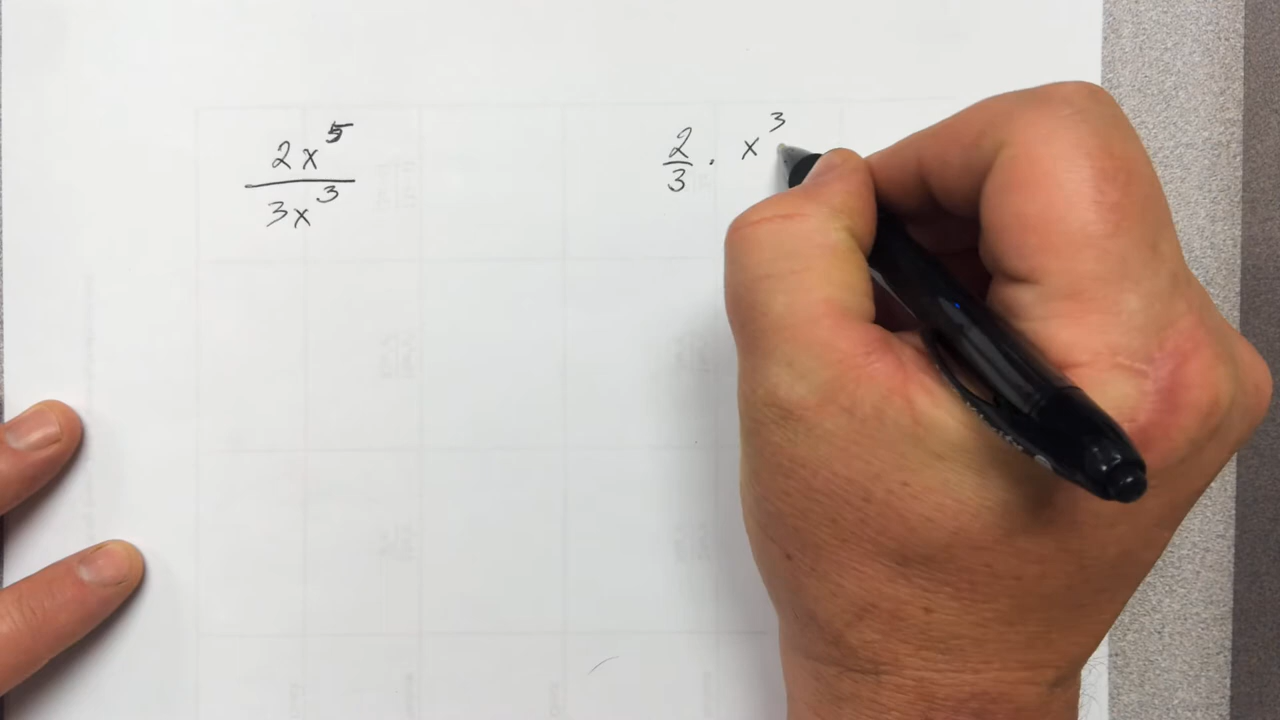 2x⁵
3x³
2/3 · x³